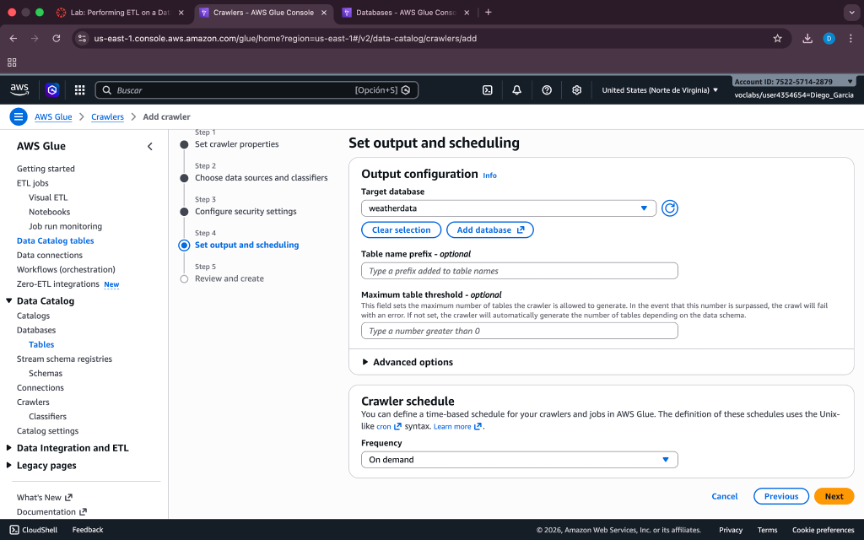 Lab: Performing ETL on a Dat
Crawlers - AWS Glue Console
Databases - AWS Glue Cons
us-east-1.console.aws.amazon.com/glue/home?region=us-east-1#/v2/data-catalog/crawlers/add
aws
Buscar
[Opción+S]
United States (Norte de Virginia)
Account ID: 7522-5714-2879
voclabs/user4354654=Diego_Garcia
AWS Glue
Crawlers
Add crawler
AWS Glue
Getting started
ETL jobs
Visual ETL
Notebooks
Job run monitoring
Data Catalog tables
Data connections
Workflows (orchestration)
Zero-ETL integrations New
Data Catalog
Catalogs
Databases
Tables
Stream schema registries
Schemas
Connections
Crawlers
Classifiers
Catalog settings
Data Integration and ETL
Legacy pages
What's New
Documentation
Step 1
Set crawler properties
Step 2
Choose data sources and classifiers
Step 3
Configure security settings
Step 4
Set output and scheduling
Step 5
Review and create
Set output and scheduling
Output configuration Info
Target database
weatherdata
Clear selection
Add database
Table name prefix - optional
Type a prefix added to table names
Maximum table threshold - optional
This field sets the maximum number of tables the crawler is allowed to generate. In the event that this number is surpassed, the crawl will fail
with an error. If not set, the crawler will automatically generate the number of tables depending on the data schema.
Type a number greater than 0
Advanced options
Crawler schedule
You can define a time-based schedule for your crawlers and jobs in AWS Glue. The definition of these schedules uses the Unix-
like cron syntax. Learn more.
Frequency
On demand
Cancel
Previous
Next
CloudShell
Feedback
© 2026, Amazon Web Services, Inc. or its affiliates.
Privacy
Terms
Cookie preferences